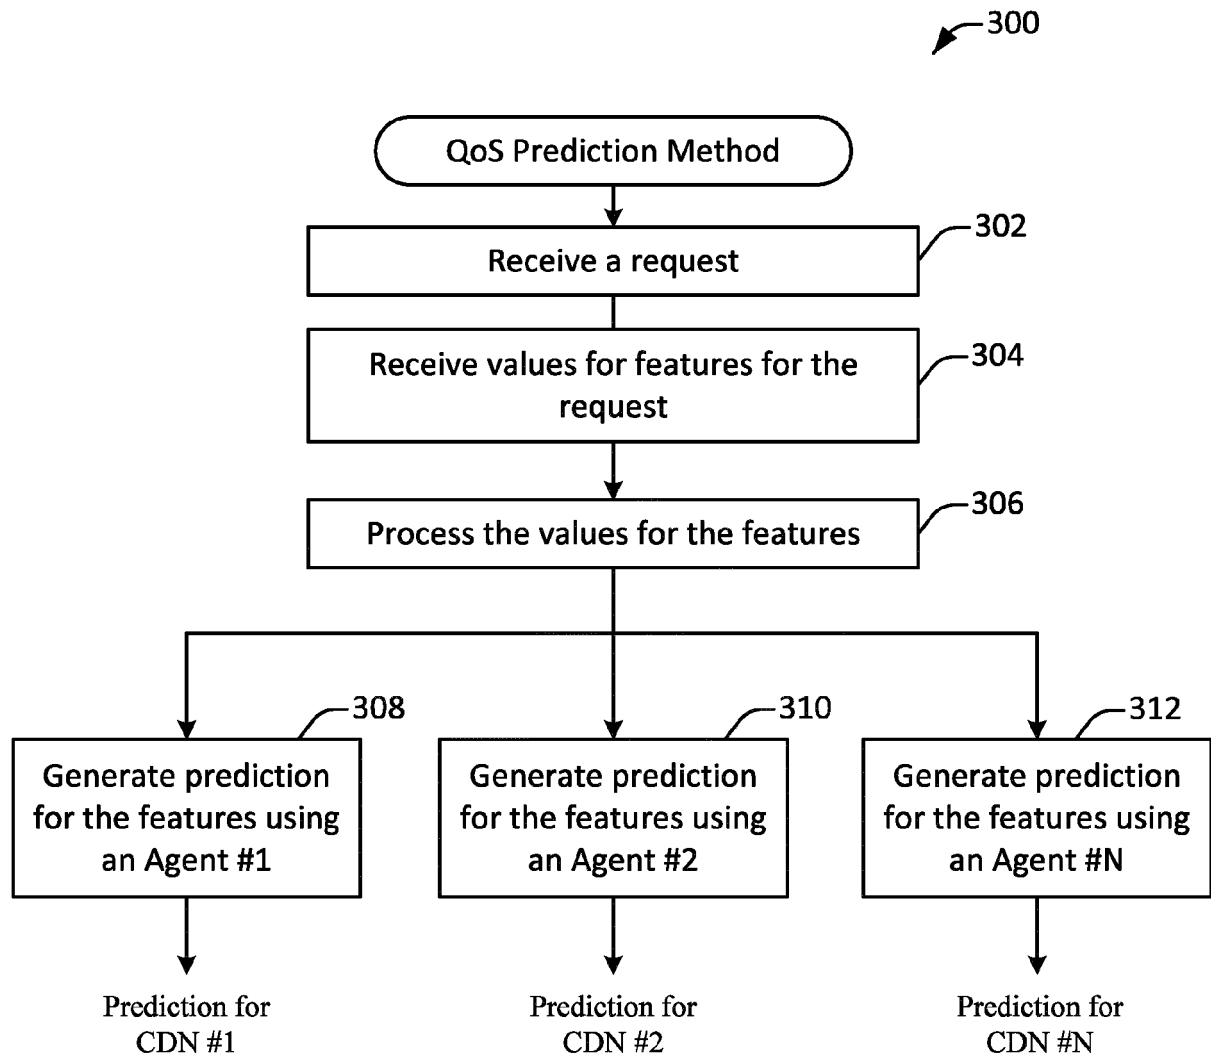 300
QoS Prediction Method
302
Receive a request
304
Receive values for features for the
request
306
Process the values for the features
308
Generate prediction
for the features using
an Agent #1
310
Generate prediction
for the features using
an Agent #2
312
Generate prediction
for the features using
an Agent #N
Prediction for
CDN #1
Prediction for
CDN #2
Prediction for
CDN #N